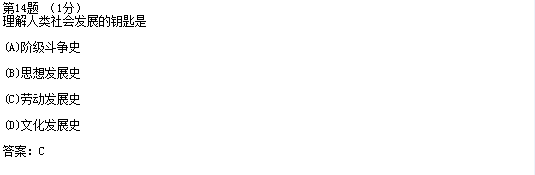 第14题 （1分）
理解人类社会发展的钥匙是
(A)阶级斗争史
(B)思想发展史
(C)劳动发展史
(D)文化发展史
答案：C